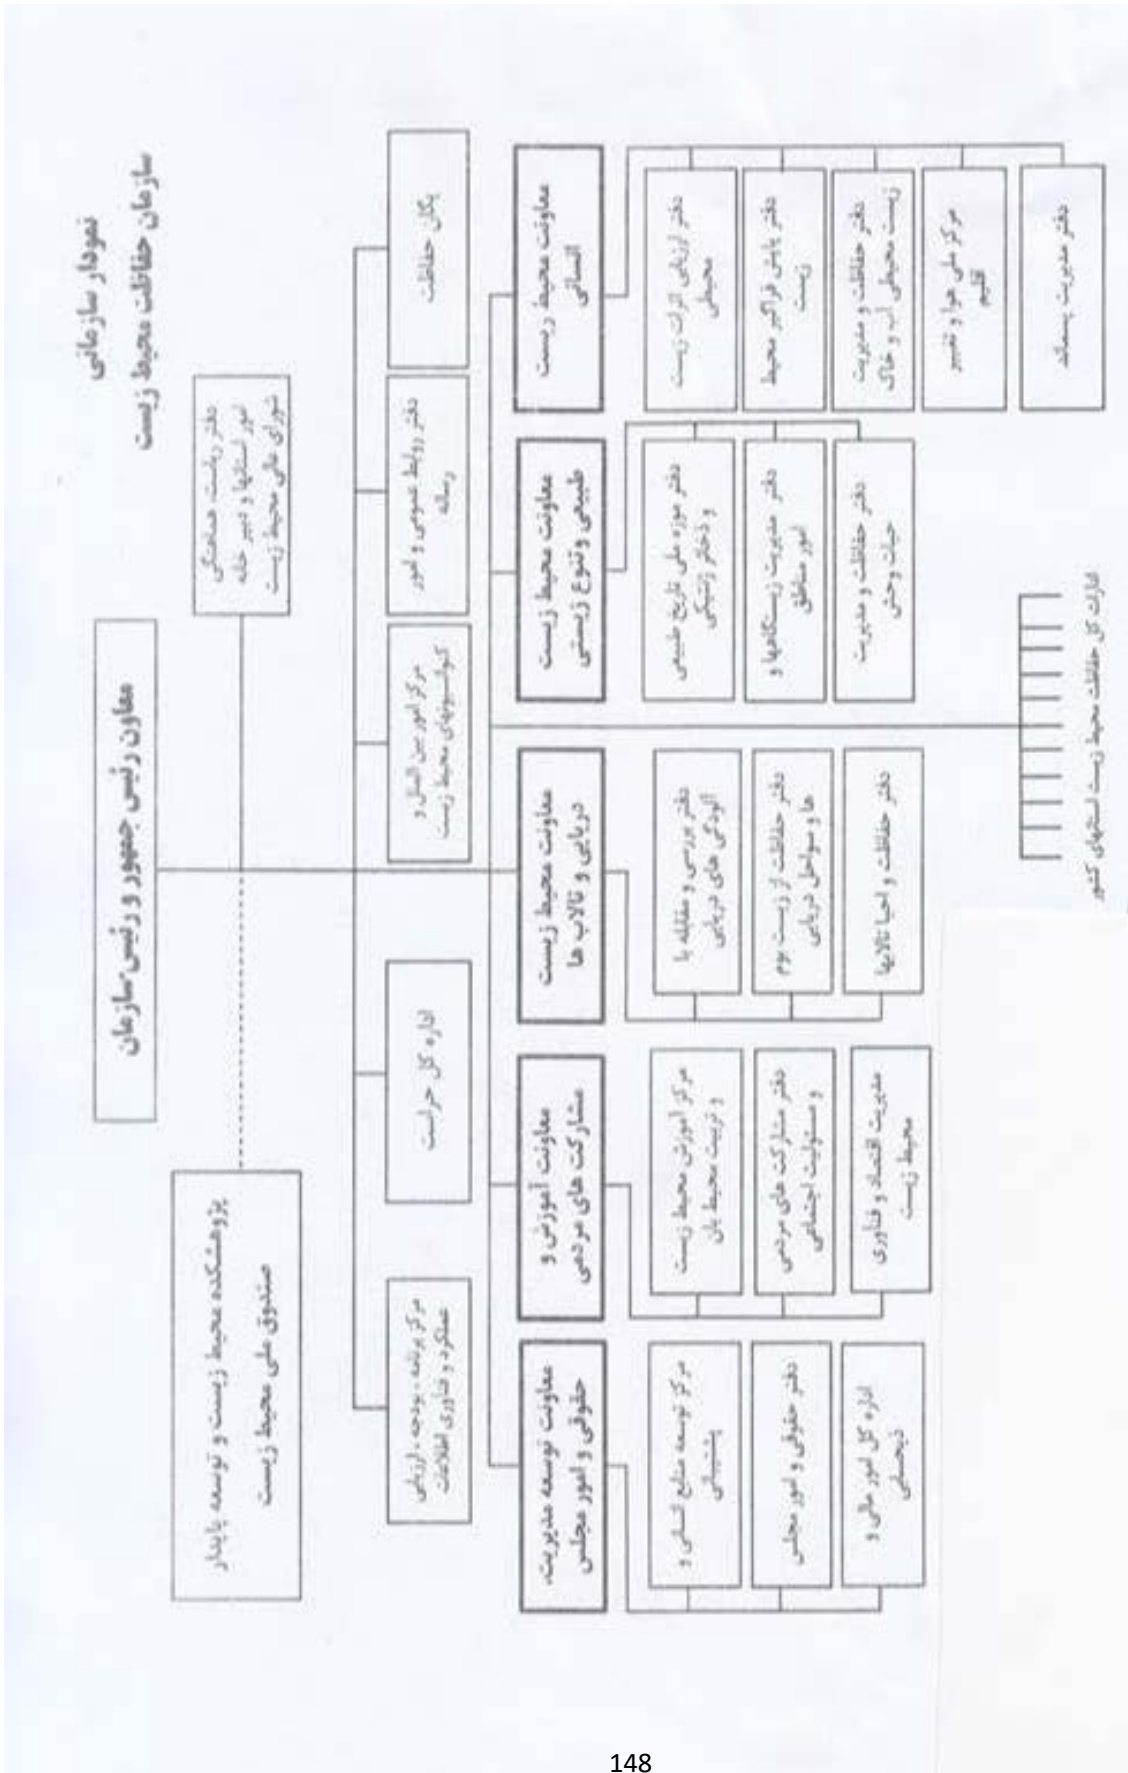 نمودار سازمانی
سازمان حفاظت محیط زیست
معاون رئیس جمهور و رئیس سازمان
دفتر ریاست، هماهنگی
امور استانها و دبیر خانه
شورای عالی محیط زیست
پژوهشکده محیط زیست و توسعه پایدار
صندوق ملی محیط زیست
یگان حفاظت
دفتر روابط عمومی و امور
رسانه
مرکز امور بین الملل و
کنوانسیونهای محیط زیست
اداره کل حراست
مرکز برنامه ، بودجه ، ارزیابی
عملکرد و فناوری اطلاعات
معاونت محیط زیست
انسانی
معاونت محیط زیست
طبیعی و تنوع زیستی
معاونت محیط زیست
دریایی و تالاب ها
معاونت آموزش و
مشارکت های مردمی
معاونت توسعه مدیریت،
حقوقی و امور مجلس
دفتر ارزیابی اثرات زیست
محیطی
دفتر پایش فراگیر محیط
زیست
دفتر حفاظت و مدیریت
زیست محیطی آب و خاک
مرکز ملی هوا و تغییر
اقلیم
دفتر مدیریت پسماند
دفتر موزه ملی تاریخ طبیعی
و ذخائر ژنتیکی
دفتر مدیریت زیستگاهها و
امور مناطق
دفتر حفاظت و مدیریت
حیات وحش
دفتر بررسی و مقابله با
آلودگی های دریایی
دفتر حفاظت از زیست بوم
ها و سواحل دریایی
دفتر حفاظت و احیا تالابها
مرکز آموزش محیط زیست
و تربیت محیط بان
دفتر مشارکت های مردمی
و مسئولیت اجتماعی
مدیریت اقتصاد و فناوری
محیط زیست
مرکز توسعه منابع انسانی و
پشتیبانی
دفتر حقوقی و امور مجلس
اداره کل امور مالی و
ذیحسابی
ادارات کل حفاظت محیط زیست استانهای کشور
148